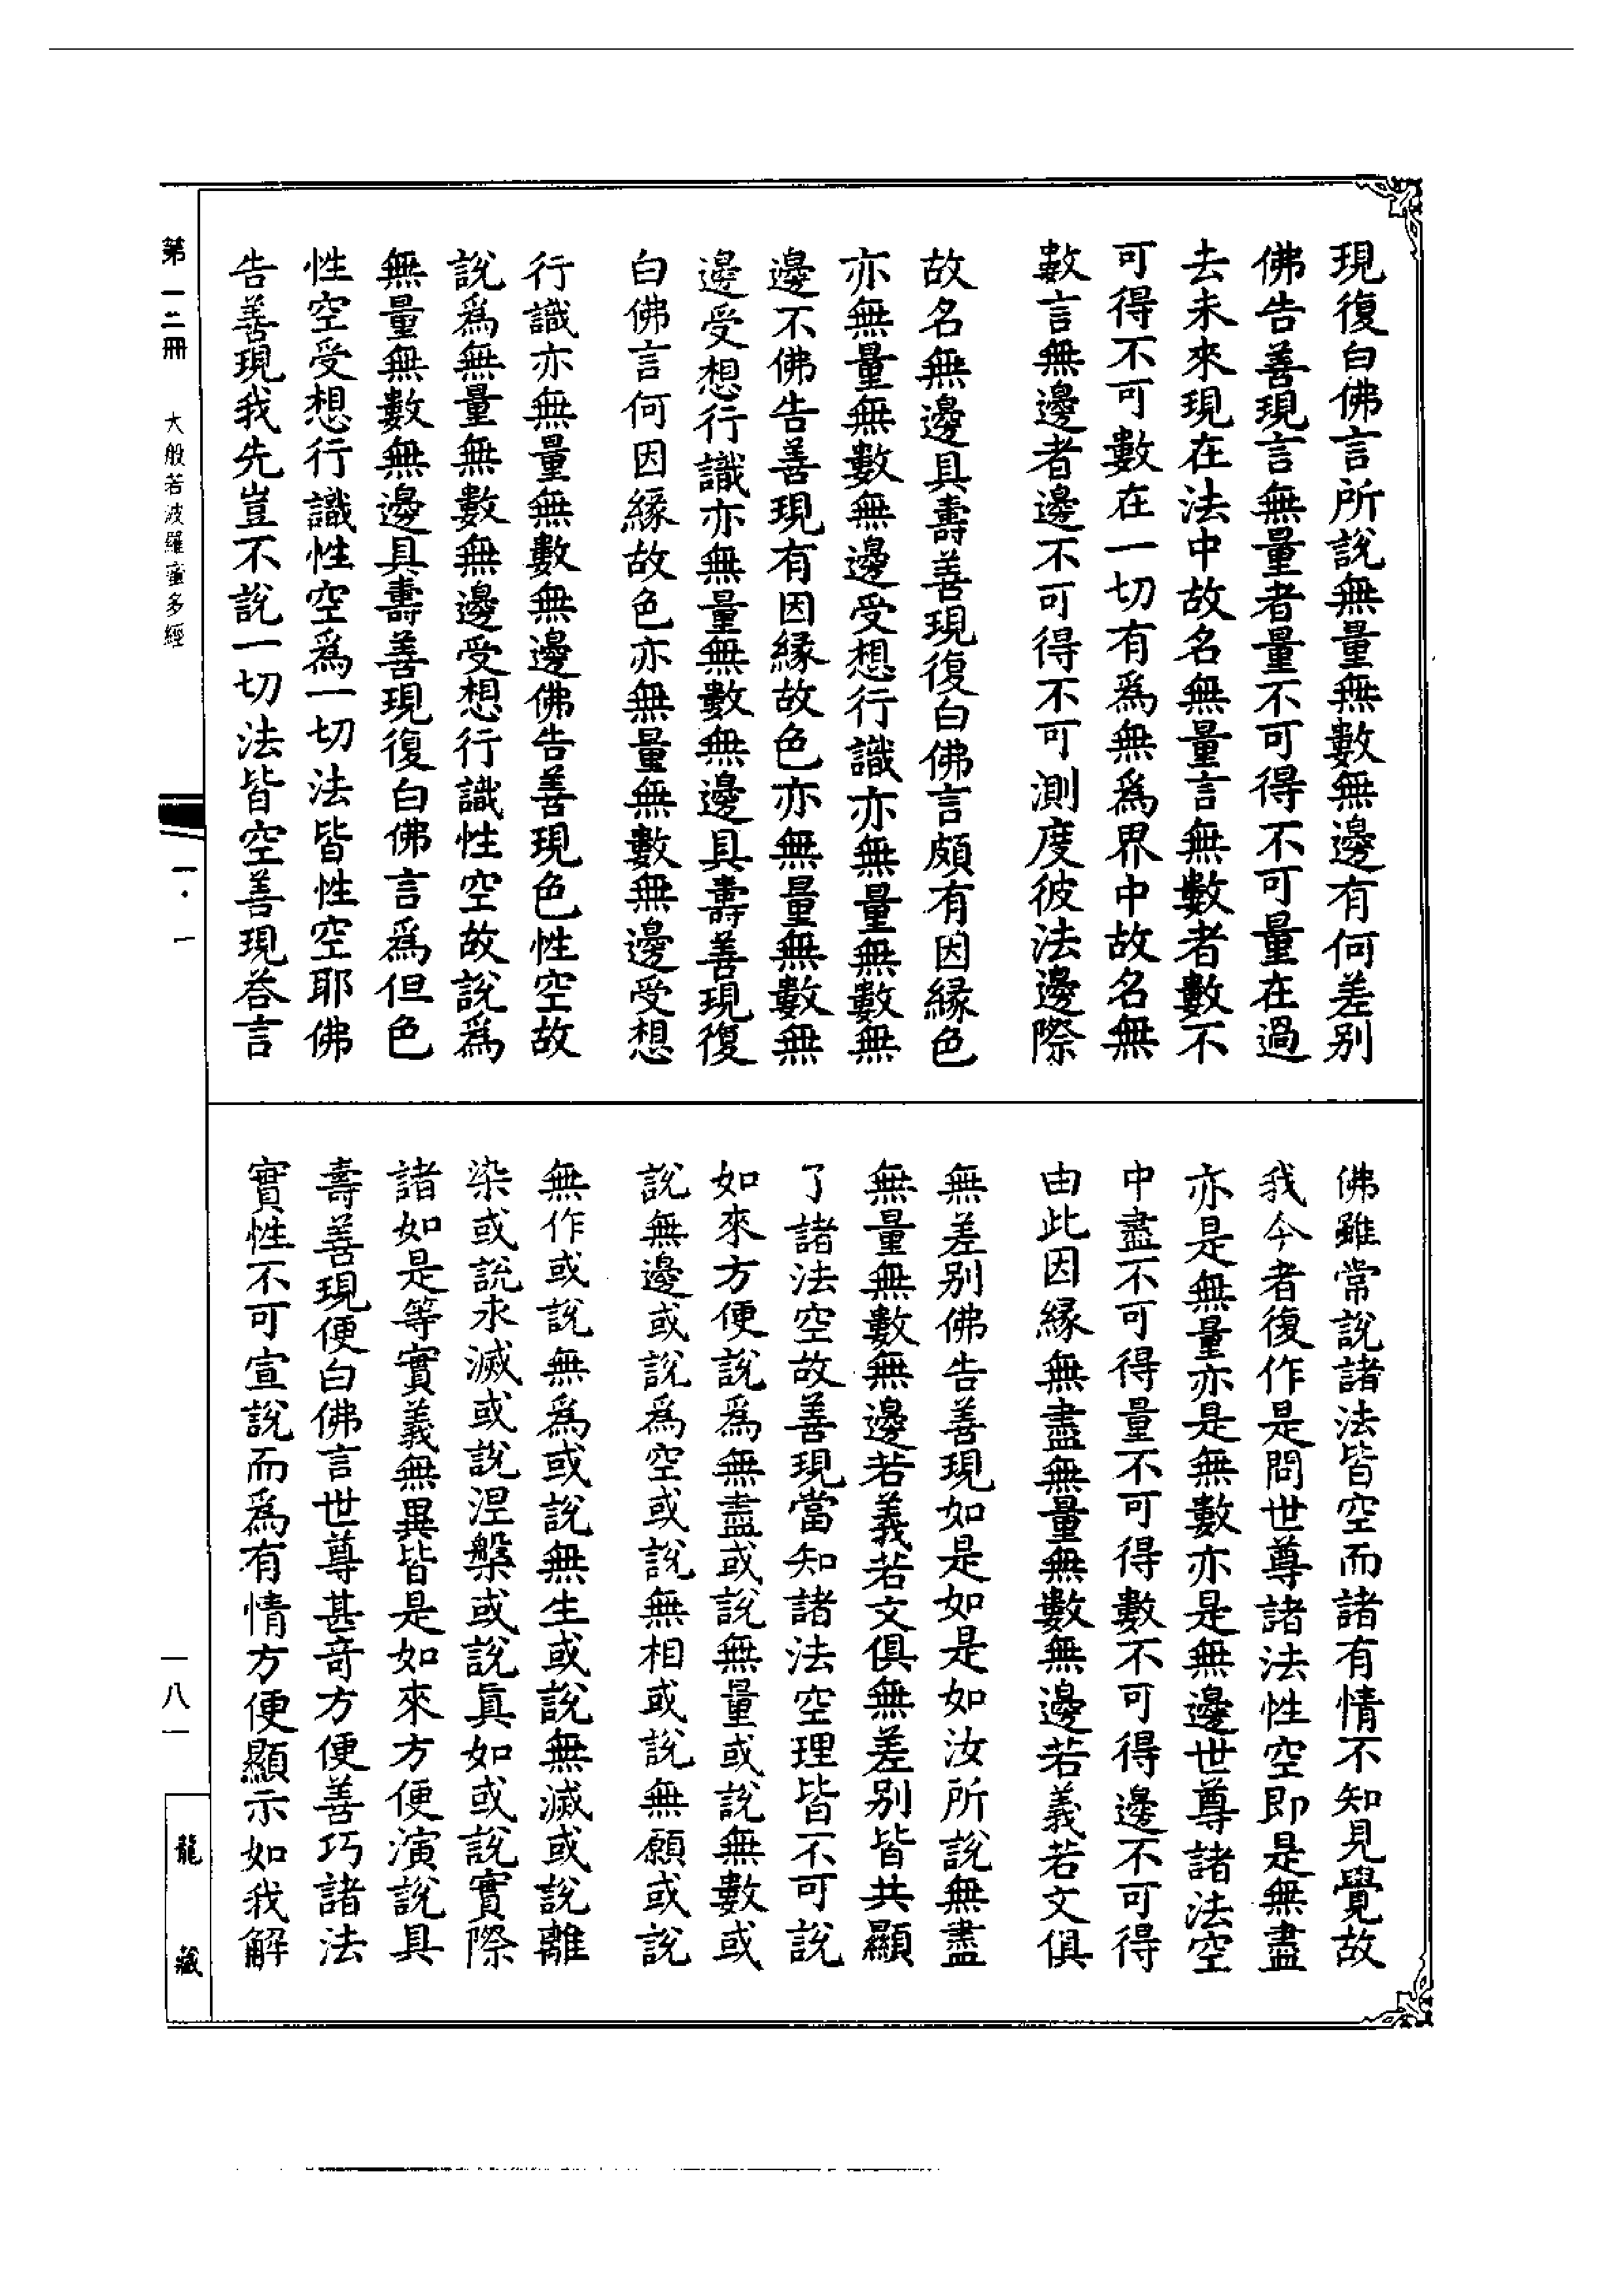 現復白佛言所說無量無數無邊有何差別
佛告善現言無量者量不可得不可量在過
去未來現在法中故名無量言無數者數不
可得不可數在一切有為無為界中故名無
數言無邊者邊不可得不可測度彼法邊際
故名無邊具壽善現復白佛言頗有因緣色
亦無量無數無邊受想行識亦無量無數無
邊不佛告善現有因緣故色亦無量無數無
邊受想行識亦無量無數無邊具壽善現復
白佛言何因緣故色亦無量無數無邊受想
行識亦無量無數無邊佛告善現色性空故
說為無量無數無邊受想行識性空故說為
無量無數無邊具壽善現復白佛言為但色
性空受想行識性空為一切法皆性空耶佛
告善現我先豈不說一切法皆空善現荅言
佛雖常說諸法皆空而諸有情不知見覺故
我今者復作是問世尊諸法性空即是無盡
亦是無量亦是無數亦是無邊世尊諸法空
中盡不可得量不可得數不可得邊不可得
由此因緣無盡無量無數無邊若義若文俱
無差別佛告善現如是如是如汝所說無盡
無量無數無邊若義若文俱無差別皆共顯
了諸法空故善現當知諸法空理皆不可說
如來方便說為無盡或說無量或說無數或
說無邊或說為空或說無相或說無願或說
無作或說無為或說無生或說無滅或說離
染或說永滅或說涅槃或說真如或說實際
諸如是等實義無異皆是如來方便演說具
壽善現便白佛言世尊甚奇方便善巧諸法
實性不可宣說而為有情方便顯示如我解
第一二冊 大般若波羅蜜多經
一八一
龍藏